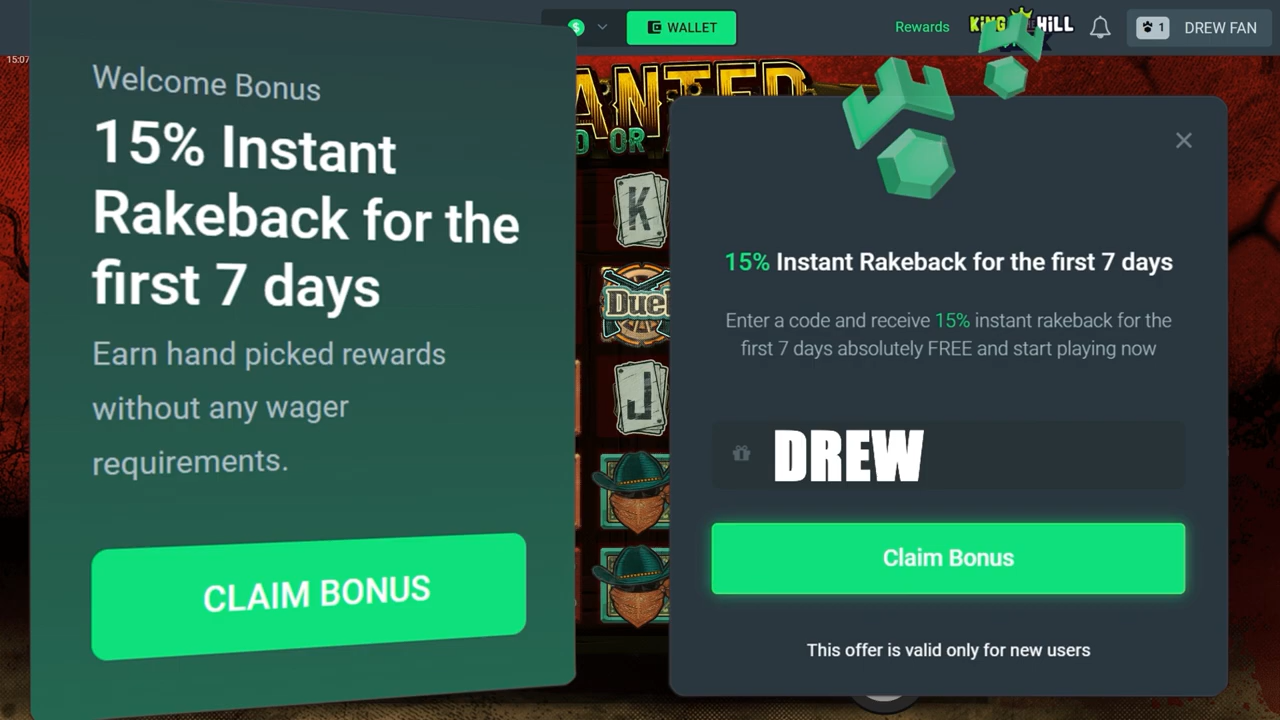 WALLET
Rewards
KING HILL
1
DREW FAN
15:07
Welcome Bonus
15% Instant
Rakeback for the
first 7 days
Earn hand picked rewards
without any wager
requirements.
CLAIM BONUS
K
Duel
J
15% Instant Rakeback for the first 7 days
Enter a code and receive 15% instant rakeback for the
first 7 days absolutely FREE and start playing now
DREW
Claim Bonus
This offer is valid only for new users